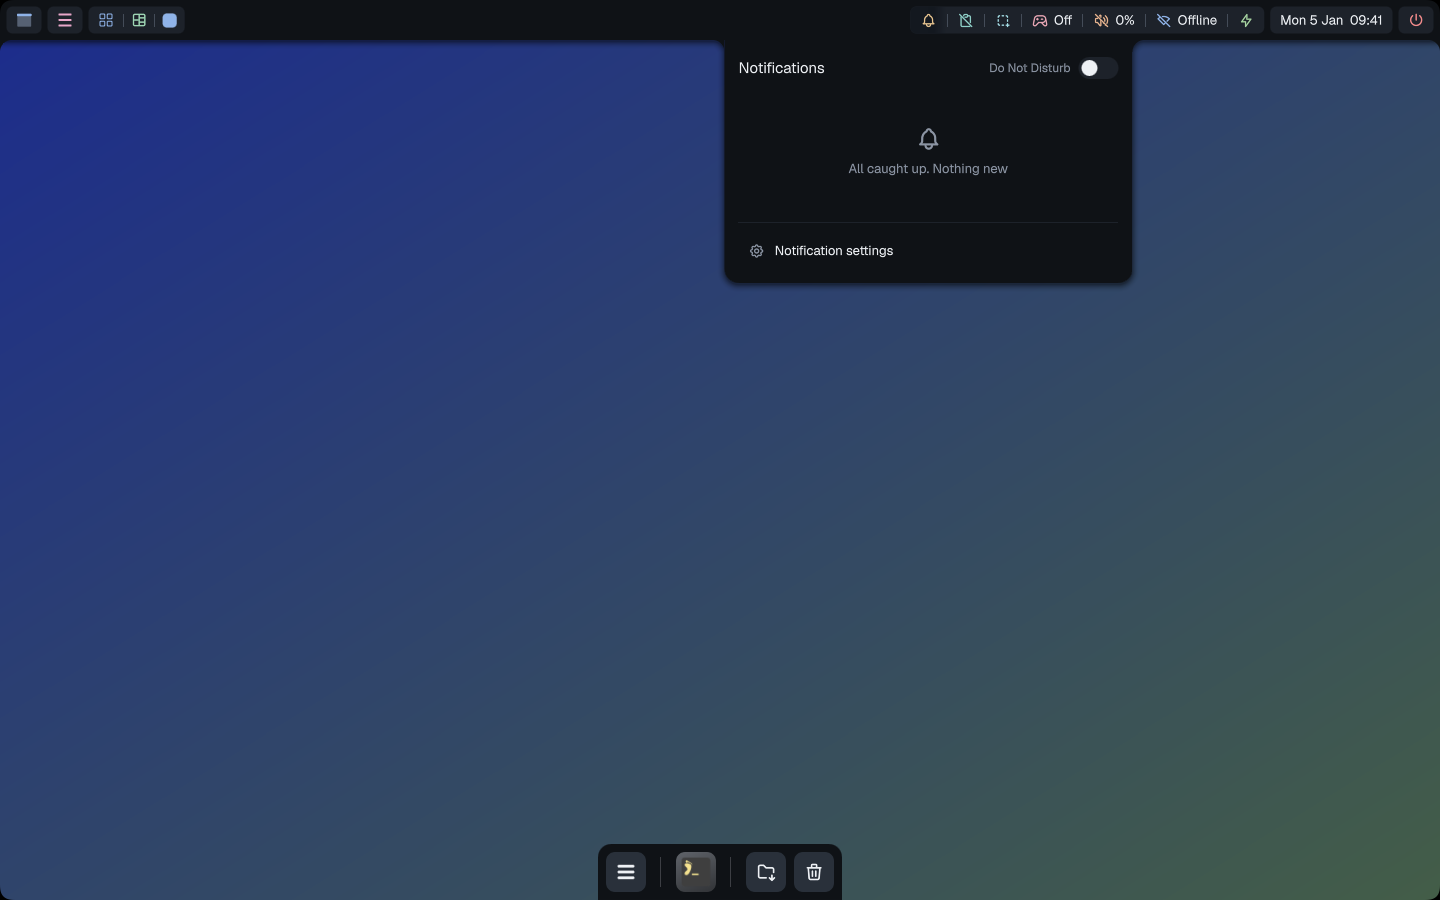 Off
0%
Offline
Mon 5 Jan 09:41
Notifications
Do Not Disturb
All caught up. Nothing new
Notification settings